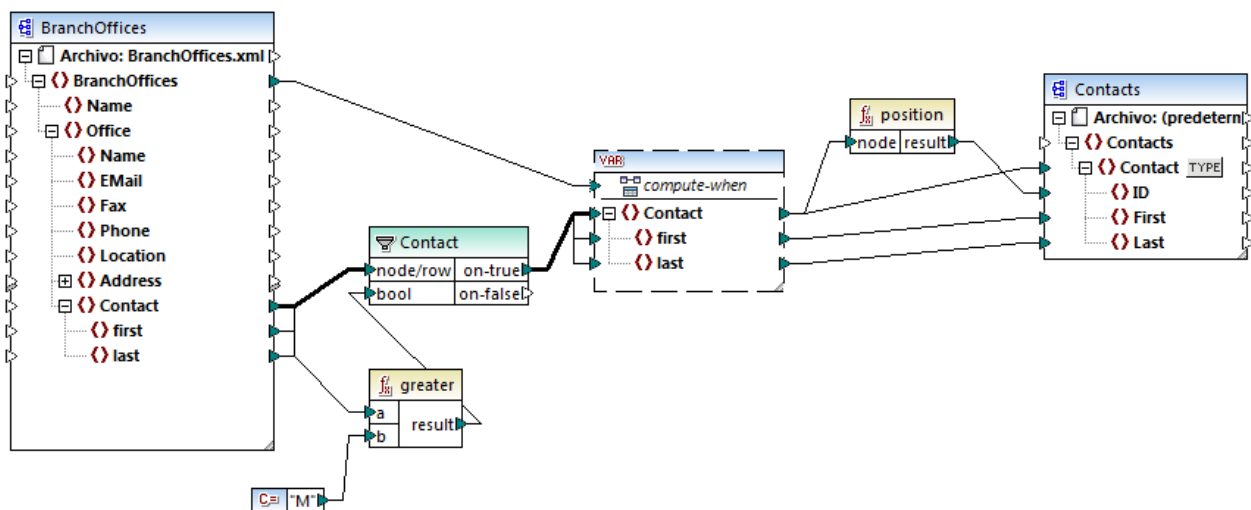 BranchOffices
Archivo: BranchOffices.xml
BranchOffices
Name
Office
Name
EMail
Fax
Phone
Location
Address
Contact
first
last
Contact
node/row on-true
bool on-false
greater
a
b
result
C= "M"
VAR
compute-when
Contact
first
last
position
node result
Contacts
Archivo: (predetern
Contacts
Contact TYPE
ID
First
Last